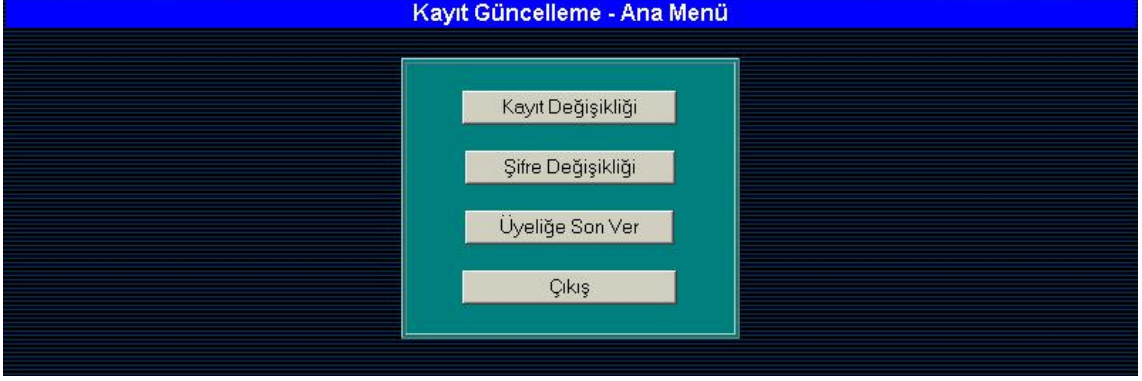 Kayıt Güncelleme - Ana Menü
Kayıt Değişikliği
Şifre Değişikliği
Üyeliğe Son Ver
Çıkış